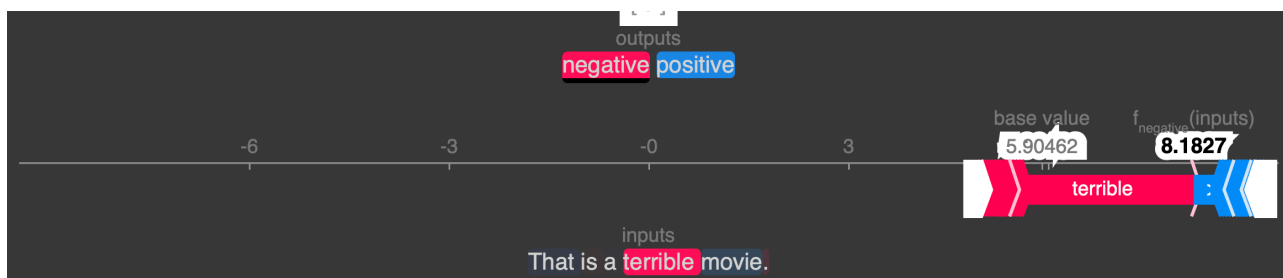 outputs
negative positive
base value f_negative(inputs)
-6 -3 -0 3 5.90462 8.1827
terrible
inputs
That is a terrible movie.